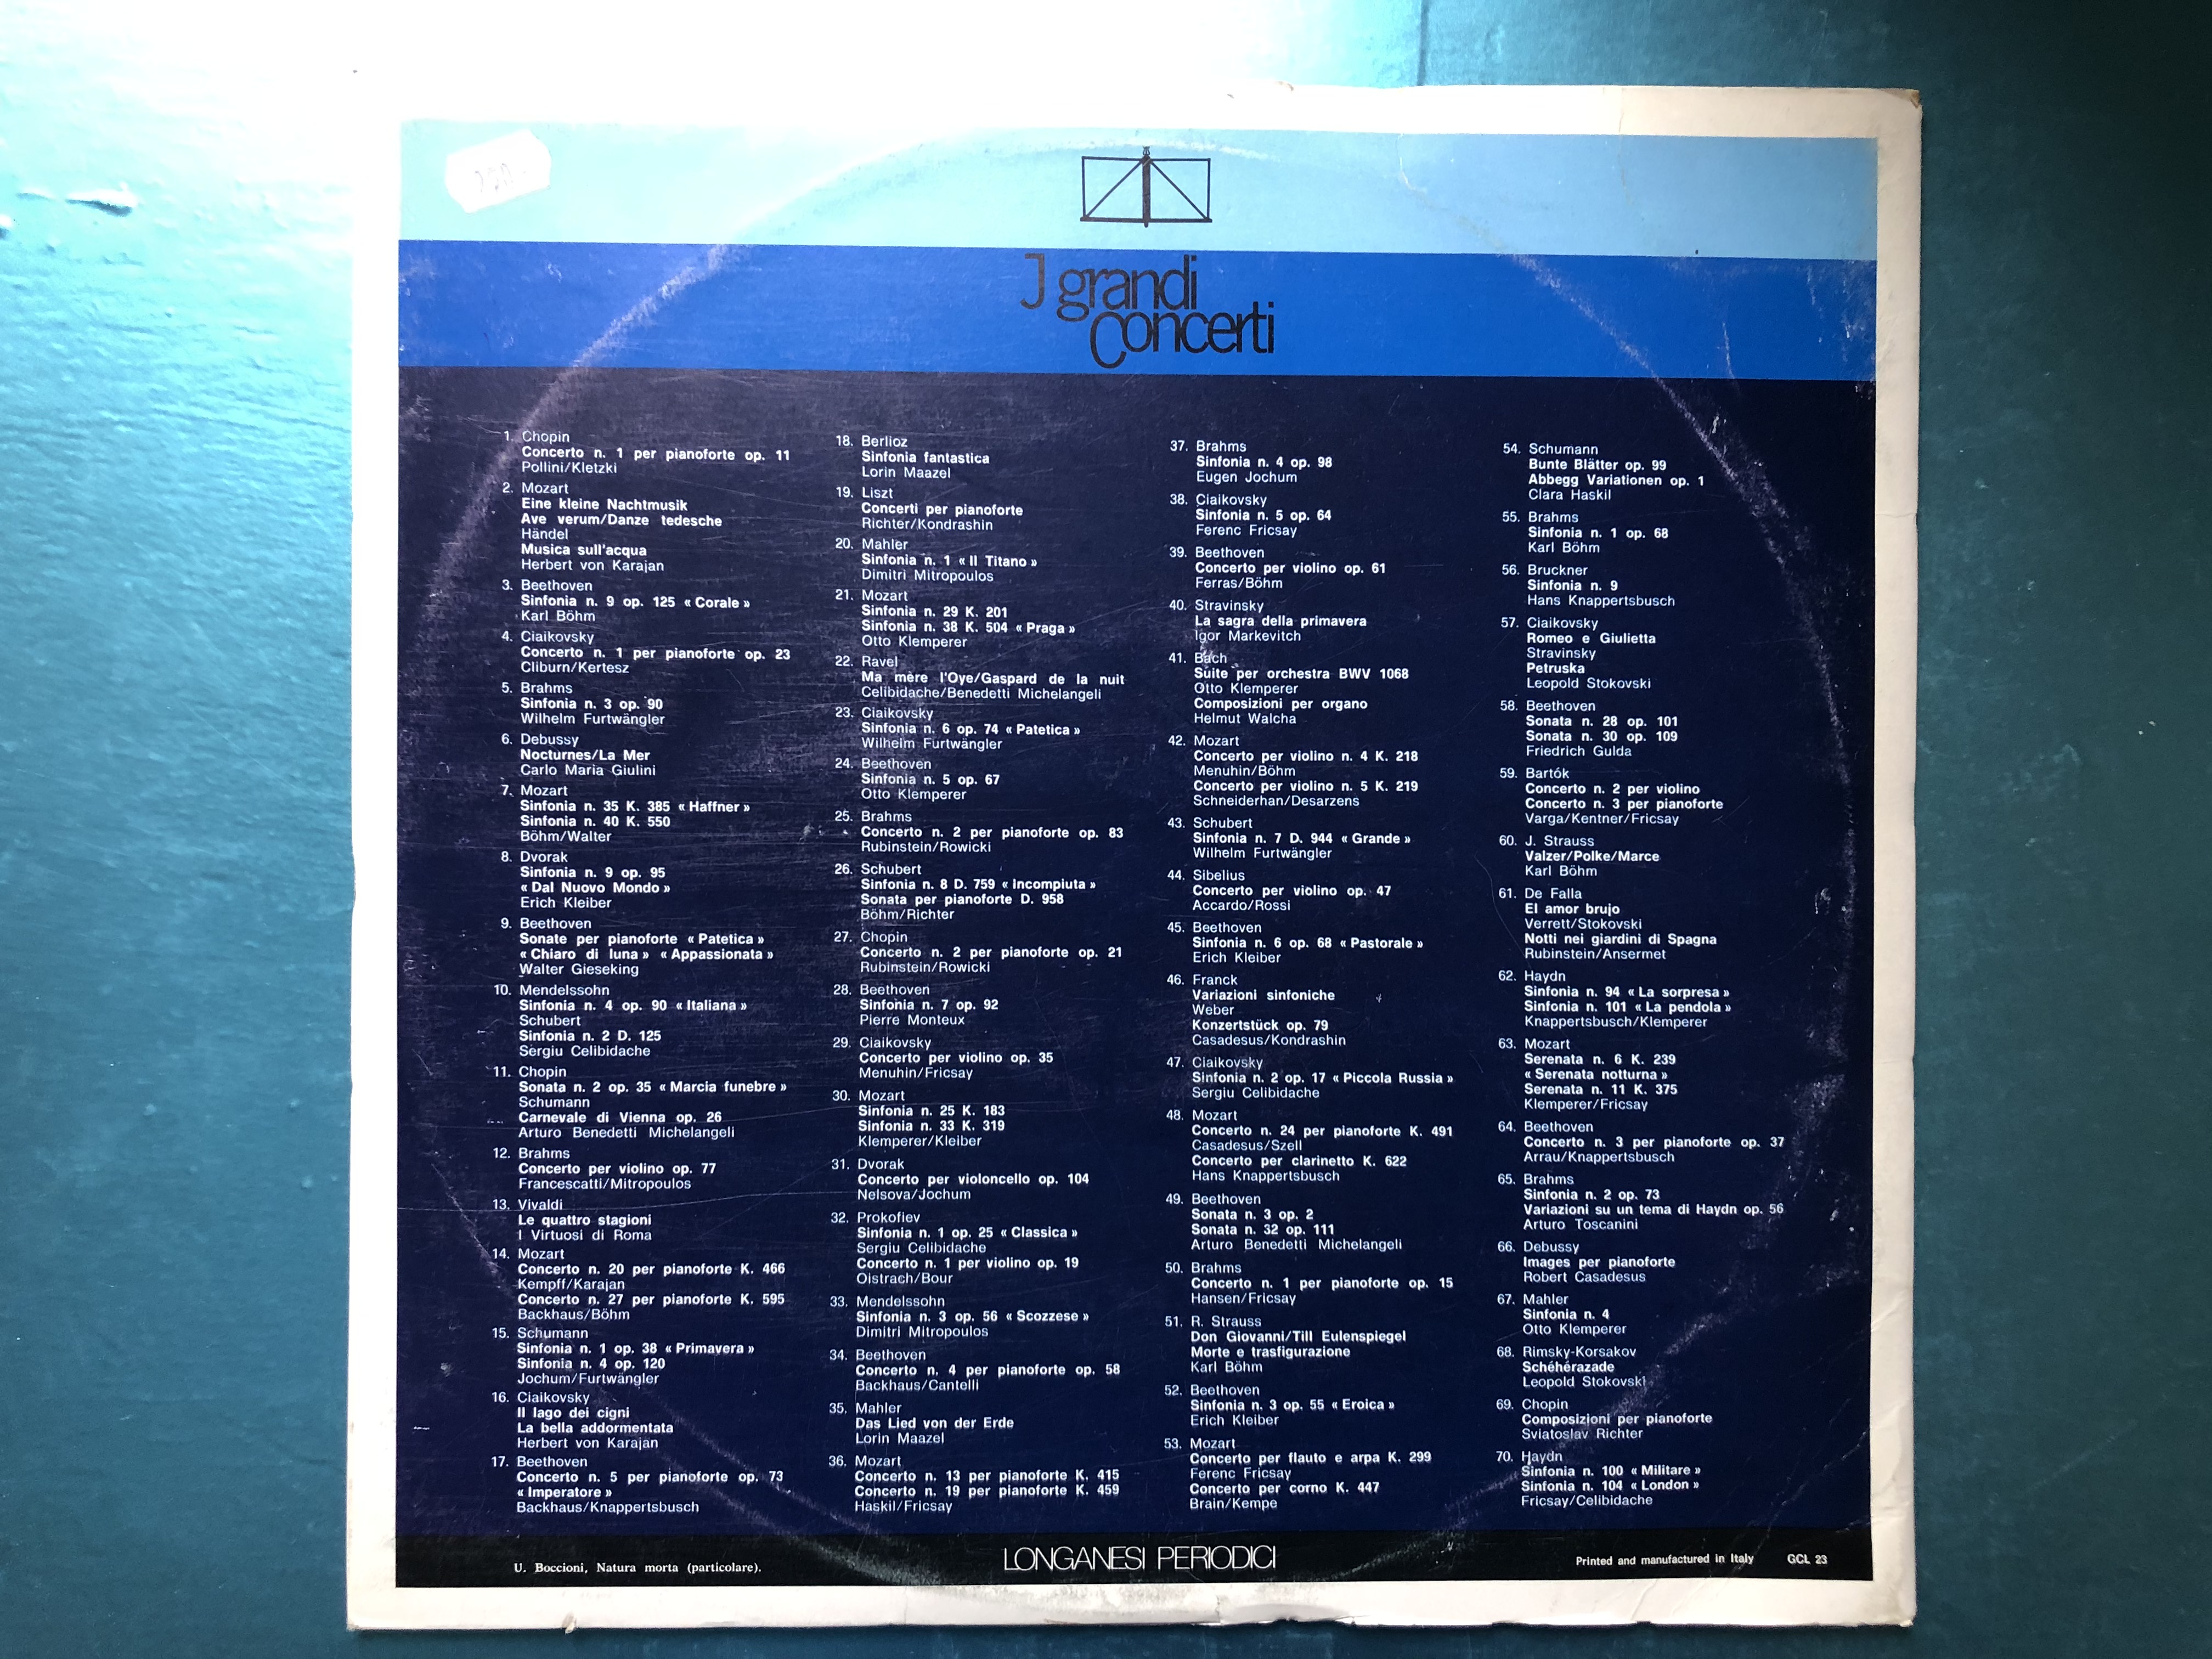 J grandi
concerti
1. Chopin
Concerto n. 1 per pianoforte op. 11
Pollini/Kletzki
2. Mozart
Eine kleine Nachtmusik
Ave verum/Danze tedesche
Händel
Musica sull'acqua
Herbert von Karajan
3. Beethoven
Sinfonia n. 9 op. 125 « Corale »
Karl Böhm
4. Ciaikovsky
Concerto n. 1 per pianoforte op. 23
Cliburn/Kertesz
5. Brahms
Sinfonia n. 3 op. 90
Wilhelm Furtwängler
6. Debussy
Nocturnes/La Mer
Carlo Maria Giulini
7. Mozart
Sinfonia n. 35 K. 385 « Haffner »
Sinfonia n. 40 K. 550
Böhm/Walter
8. Dvorak
Sinfonia n. 9 op. 95
« Dal Nuovo Mondo »
Erich Kleiber
9. Beethoven
Sonate per pianoforte « Patetica »
« Chiaro di luna » « Appassionata »
Walter Gieseking
10. Mendelssohn
Sinfonia n. 4 op. 90 « Italiana »
Schubert
Sinfonia n. 2 D. 125
Sergiu Celibidache
11. Chopin
Sonata n. 2 op. 35 « Marcia funebre »
Schumann
Carnevale di Vienna op. 26
Arturo Benedetti Michelangeli
12. Brahms
Concerto per violino op. 77
Francescatti/Mitropoulos
13. Vivaldi
Le quattro stagioni
I Virtuosi di Roma
14. Mozart
Concerto n. 20 per pianoforte K. 466
Kempff/Karajan
Concerto n. 27 per pianoforte K. 595
Backhaus/Böhm
15. Schumann
Sinfonia n. 1 op. 38 « Primavera »
Sinfonia n. 4 op. 120
Jochum/Furtwängler
16. Ciaikovsky
Il lago dei cigni
La bella addormentata
Herbert von Karajan
17. Beethoven
Concerto n. 5 per pianoforte op. 73
« Imperatore »
Backhaus/Knappertsbusch
18. Berlioz
Sinfonia fantastica
Lorin Maazel
19. Liszt
Concerti per pianoforte
Richter/Kondrashin
20. Mahler
Sinfonia n. 1 « Il Titano »
Dimitri Mitropoulos
21. Mozart
Sinfonia n. 29 K. 201
Sinfonia n. 38 K. 504 « Praga »
Otto Klemperer
22. Ravel
Ma mère l'Oye/Gaspard de la nuit
Celibidache/Benedetti Michelangeli
23. Ciaikovsky
Sinfonia n. 6 op. 74 « Patetica »
Wilhelm Furtwängler
24. Beethoven
Sinfonia n. 5 op. 67
Otto Klemperer
25. Brahms
Concerto n. 2 per pianoforte op. 83
Rubinstein/Rowicki
26. Schubert
Sinfonia n. 8 D. 759 « Incompiuta »
Sonata per pianoforte D. 958
Böhm/Richter
27. Chopin
Concerto n. 2 per pianoforte op. 21
Rubinstein/Rowicki
28. Beethoven
Sinfonia n. 7 op. 92
Pierre Monteux
29. Ciaikovsky
Concerto per violino op. 35
Menuhin/Fricsay
30. Mozart
Sinfonia n. 25 K. 183
Sinfonia n. 33 K. 319
Klemperer/Kleiber
31. Dvorak
Concerto per violoncello op. 104
Nelsova/Jochum
32. Prokofiev
Sinfonia n. 1 op. 25 « Classica »
Sergiu Celibidache
Concerto n. 1 per violino op. 19
Oistrach/Bour
33. Mendelssohn
Sinfonia n. 3 op. 56 « Scozzese »
Dimitri Mitropoulos
34. Beethoven
Concerto n. 4 per pianoforte op. 58
Backhaus/Cantelli
35. Mahler
Das Lied von der Erde
Lorin Maazel
36. Mozart
Concerto n. 13 per pianoforte K. 415
Concerto n. 19 per pianoforte K. 459
Haskil/Fricsay
37. Brahms
Sinfonia n. 4 op. 98
Eugen Jochum
38. Ciaikovsky
Sinfonia n. 5 op. 64
Ferenc Fricsay
39. Beethoven
Concerto per violino op. 61
Ferras/Böhm
40. Stravinsky
La sagra della primavera
Igor Markevitch
41. Bach
Suite per orchestra BWV 1068
Otto Klemperer
Composizioni per organo
Helmut Walcha
42. Mozart
Concerto per violino n. 4 K. 218
Menuhin/Böhm
Concerto per violino n. 5 K. 219
Schneiderhan/Desarzens
43. Schubert
Sinfonia n. 7 D. 944 « Grande »
Wilhelm Furtwängler
44. Sibelius
Concerto per violino op. 47
Accardo/Rossi
45. Beethoven
Sinfonia n. 6 op. 68 « Pastorale »
Erich Kleiber
46. Franck
Variazioni sinfoniche
Weber
Konzertstück op. 79
Casadesus/Kondrashin
47. Ciaikovsky
Sinfonia n. 2 op. 17 « Piccola Russia »
Sergiu Celibidache
48. Mozart
Concerto n. 24 per pianoforte K. 491
Casadesus/Szell
Concerto per clarinetto K. 622
Hans Knappertsbusch
49. Beethoven
Sonata n. 3 op. 2
Sonata n. 32 op. 111
Arturo Benedetti Michelangeli
50. Brahms
Concerto n. 1 per pianoforte op. 15
Hansen/Fricsay
51. R. Strauss
Don Giovanni/Till Eulenspiegel
Morte e trasfigurazione
Karl Böhm
52. Beethoven
Sinfonia n. 3 op. 55 « Eroica »
Erich Kleiber
53. Mozart
Concerto per flauto e arpa K. 299
Ferenc Fricsay
Concerto per corno K. 447
Brain/Kempe
54. Schumann
Bunte Blätter op. 99
Abbegg Variationen op. 1
Clara Haskil
55. Brahms
Sinfonia n. 1 op. 68
Karl Böhm
56. Bruckner
Sinfonia n. 9
Hans Knappertsbusch
57. Ciaikovsky
Romeo e Giulietta
Stravinsky
Petruska
Leopold Stokovski
58. Beethoven
Sonata n. 28 op. 101
Sonata n. 30 op. 109
Friedrich Gulda
59. Bartók
Concerto n. 2 per violino
Concerto n. 3 per pianoforte
Varga/Kentner/Fricsay
60. J. Strauss
Valzer/Polke/Marce
Karl Böhm
61. De Falla
El amor brujo
Verrett/Stokovski
Notti nei giardini di Spagna
Rubinstein/Ansermet
62. Haydn
Sinfonia n. 94 « La sorpresa »
Sinfonia n. 101 « La pendola »
Knappertsbusch/Klemperer
63. Mozart
Serenata n. 6 K. 239
« Serenata notturna »
Serenata n. 11 K. 375
Klemperer/Fricsay
64. Beethoven
Concerto n. 3 per pianoforte op. 37
Arrau/Knappertsbusch
65. Brahms
Sinfonia n. 2 op. 73
Variazioni su un tema di Haydn op. 56
Arturo Toscanini
66. Debussy
Images per pianoforte
Robert Casadesus
67. Mahler
Sinfonia n. 4
Otto Klemperer
68. Rimsky-Korsakov
Schéhérazade
Leopold Stokovski
69. Chopin
Composizioni per pianoforte
Sviatoslav Richter
70. Haydn
Sinfonia n. 100 « Militare »
Sinfonia n. 104 « London »
Fricsay/Celibidache
U. Boccioni, Natura morta (particolare).
LONGANESI PERIODICI
Printed and manufactured in Italy GCL 23